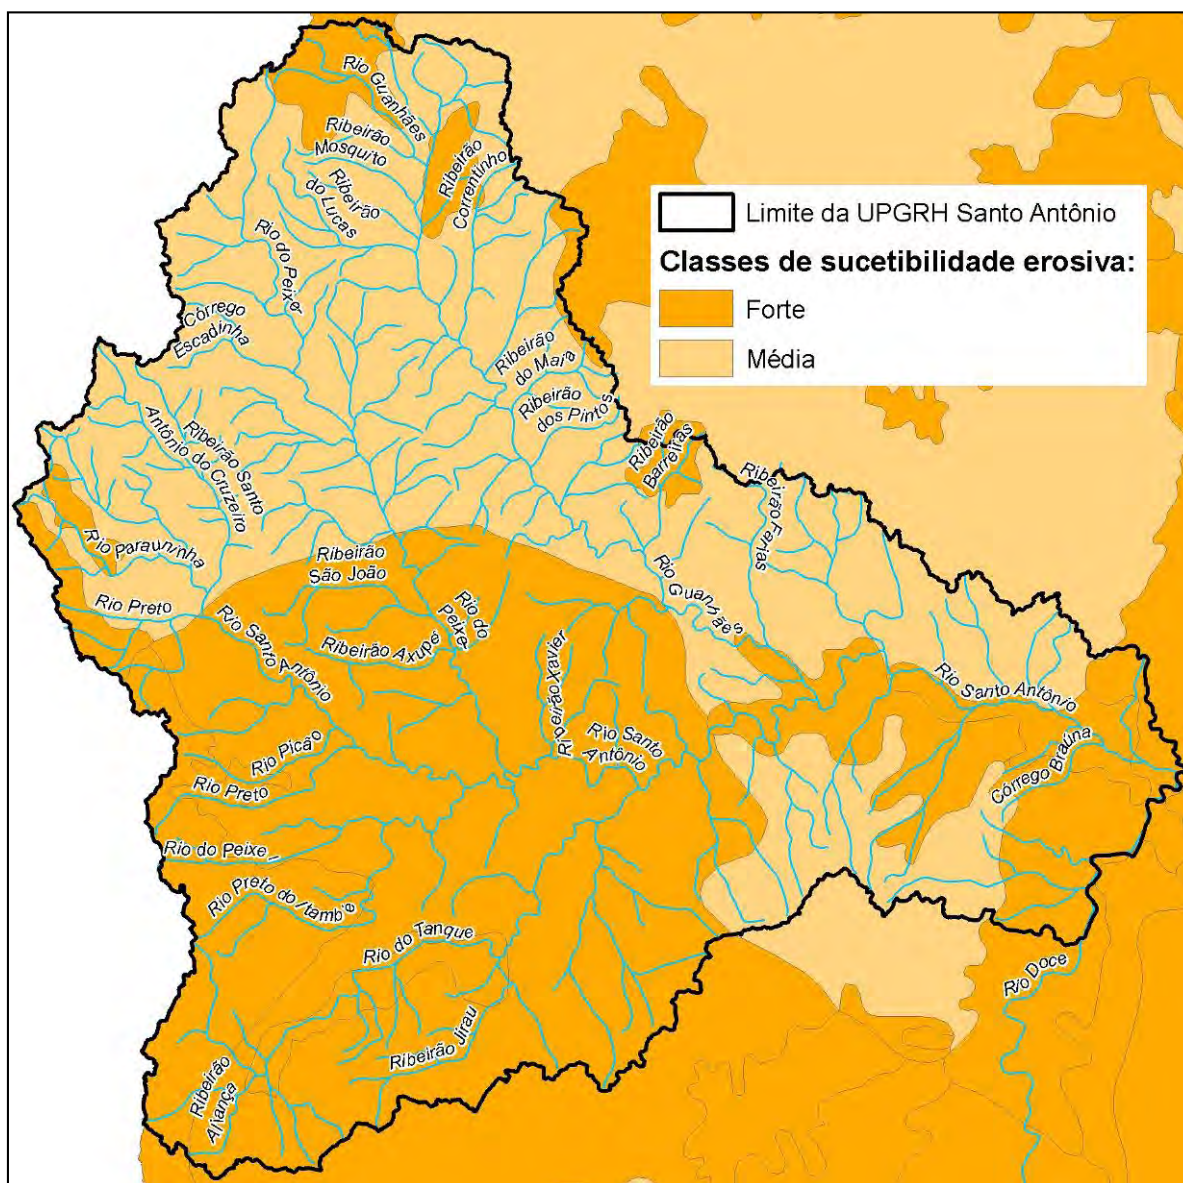 Rio Guanhães
Ribeirão
Mosquito
Ribeirão
Correntinho
Ribeirão
do Lucas
Rio do Peixe
Limite da UPGRH Santo Antônio
Classes de sucetibilidade erosiva:
Forte
Média
Córrego
Escadinha
Ribeirão
do Maia
Ribeirão
dos Pintos
Ribeirão
Barreiras
Ribeirão Santo
Antônio do Cruzeiro
Ribeirão Farias
Rio Paraúninha
Ribeirão
São João
Rio Preto
Rio Guanhães
Rio do
Peixe
Rio Santo Antônio
Ribeirão Axupé
Ribeirão Xavier
Rio Santo Antônio
Rio Santo
Antônio
Rio Picão
Córrego Braúna
Rio Preto
Rio do Peixe
Rio Preto do Itambé
Rio do Tanque
Rio Doce
Ribeirão Jirau
Ribeirão
Aliança